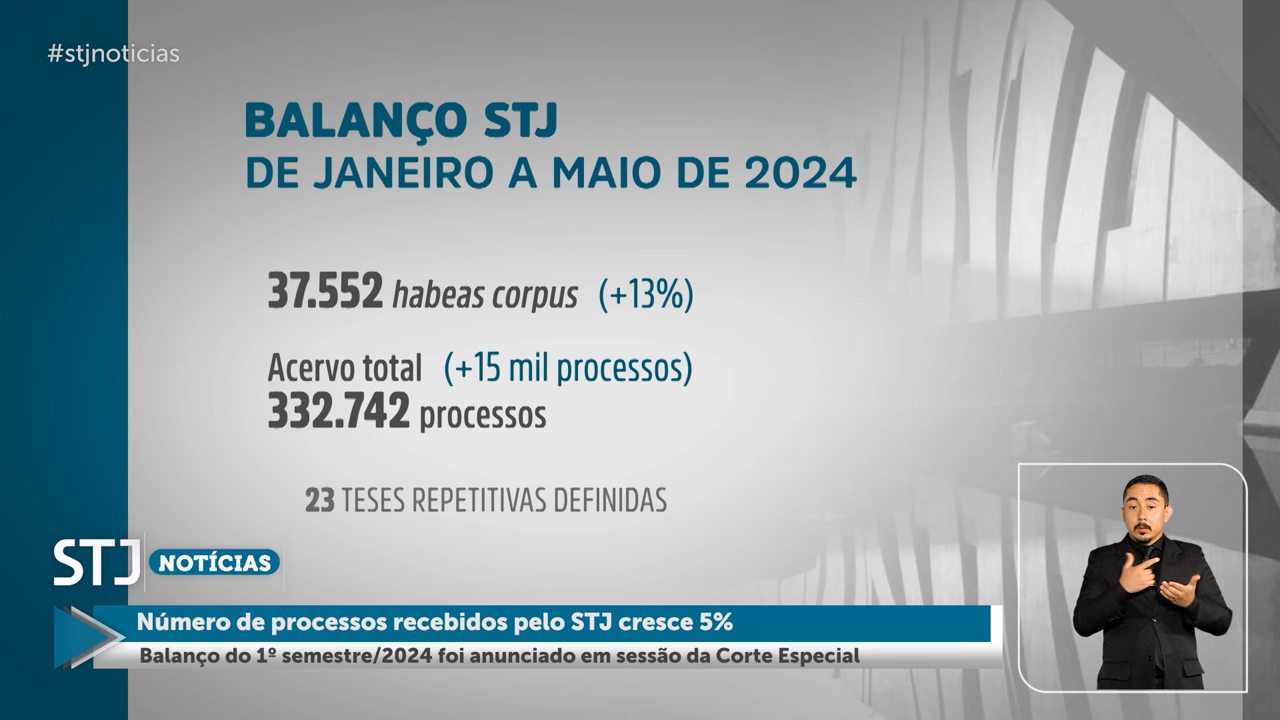 #stjnoticias
BALANÇO STJ
DE JANEIRO A MAIO DE 2024
37.552 habeas corpus (+13%)
Acervo total (+15 mil processos)
332.742 processos
23 TESES REPETITIVAS DEFINIDAS
STJ NOTÍCIAS
Número de processos recebidos pelo STJ cresce 5%
Balanço do 1º semestre/2024 foi anunciado em sessão da Corte Especial